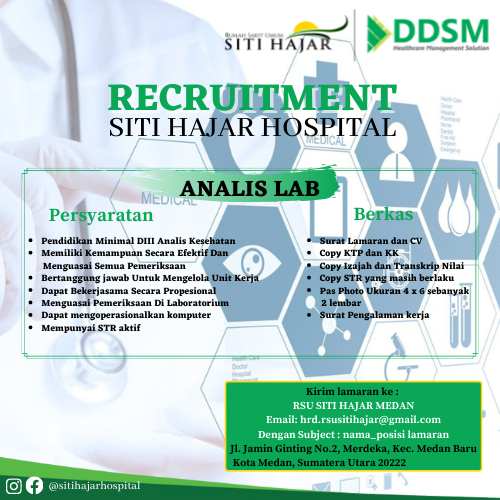 RUMAH SAKIT UMUM
SITI HAJAR
DDSM
Healthcare Management Solution
RECRUITMENT
SITI HAJAR HOSPITAL
MEDICAL
ANALIS LAB
Persyaratan
Pendidikan Minimal DIII Analis Kesehatan
Memiliki Kemampuan Secara Efektif Dan
Menguasai Semua Pemeriksaan
Bertanggung jawab Untuk Mengelola Unit Kerja
Dapat Bekerjasama Secara Propesional
Menguasai Pemeriksaan Di Laboratorium
Dapat mengoperasionalkan komputer
Mempunyai STR aktif
Berkas
Surat Lamaran dan CV
Copy KTP dan KK
Copy Izajah dan Transkrip Nilai
Copy STR yang masih berlaku
Pas Photo Ukuran 4 x 6 sebanyak
2 lembar
Surat Pengalaman kerja
Kirim lamaran ke :
RSU SITI HAJAR MEDAN
Email: hrd.rsusitihajar@gmail.com
Dengan Subject : nama_posisi lamaran
Jl. Jamin Ginting No.2, Merdeka, Kec. Medan Baru
Kota Medan, Sumatera Utara 20222
@sitihajarhospital